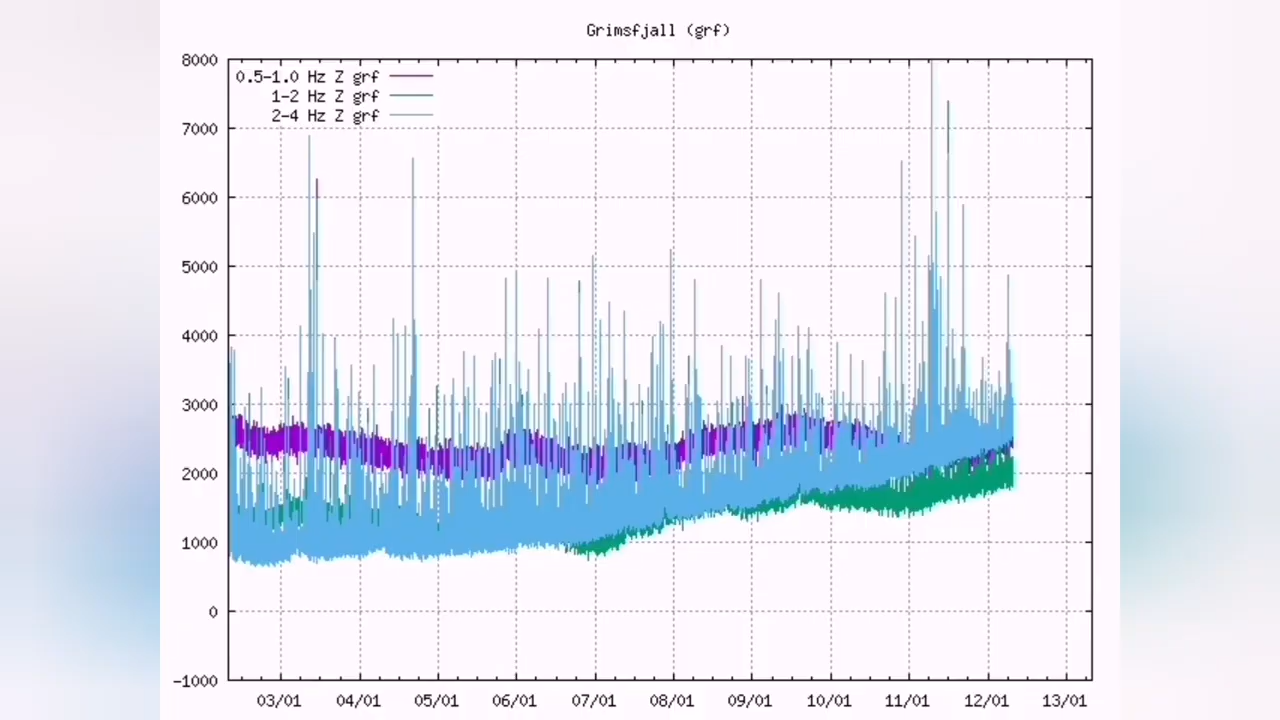 Grimsfjall (grf)
8000
0.5-1.0 Hz Z grf
1-2 Hz Z grf
2-4 Hz Z grf
7000
6000
5000
4000
3000
2000
1000
0
-1000
03/01 04/01 05/01 06/01 07/01 08/01 09/01 10/01 11/01 12/01 13/01